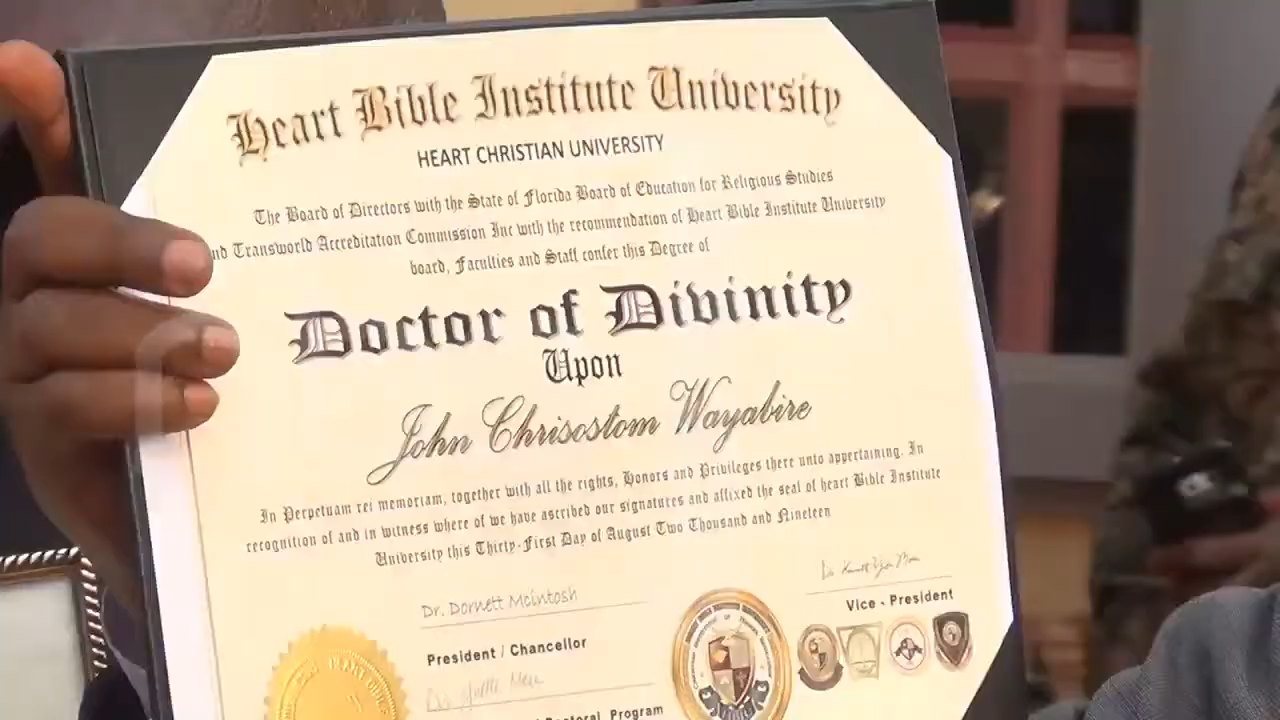 Heart Bible Institute University
HEART CHRISTIAN UNIVERSITY
The Board of Directors with the State of Florida Board of Education for Religious Studies
nd Transworld Accreditation Commission Inc with the recommendation of Heart Bible Institute University
board, Faculties and Staff confer this Degree of
Doctor of Divinity
Upon
John Chrisostom Wayabire
In Perpetuam rei memoriam, together with all the rights, Honors and Privileges there unto appertaining. In
recognition of and in witness where of we have ascribed our signatures and affixed the seal of heart Bible Institute
University this Thirty-First Day of August Two Thousand and Nineteen
Dr. Dornett McIntosh
President / Chancellor
Vice - President
Doctoral Program